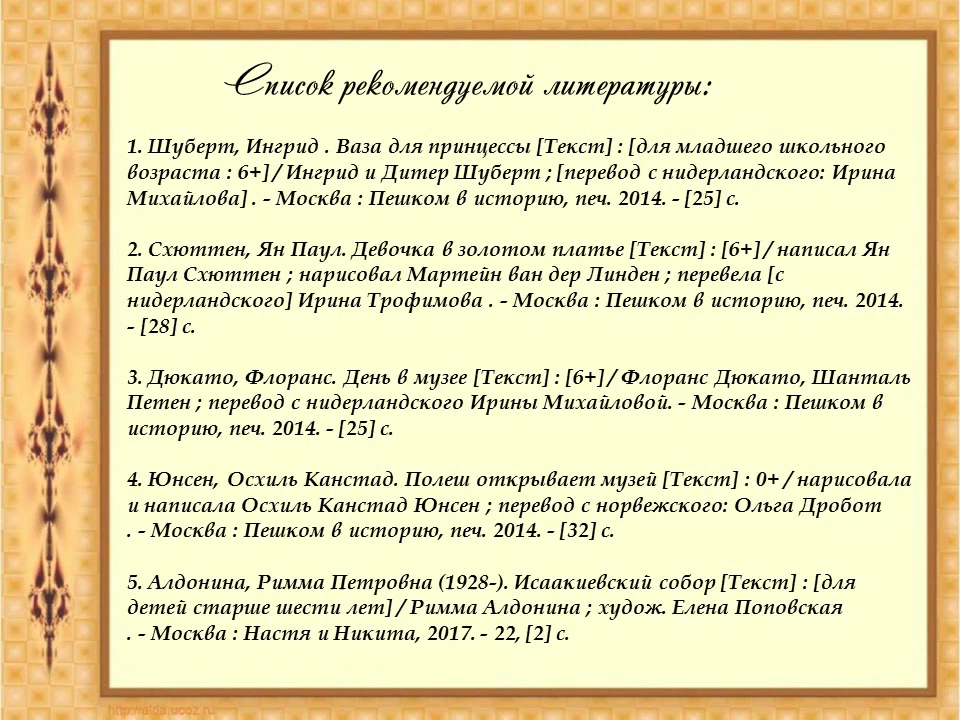 Список рекомендуемой литературы:
1. Шуберт, Ингрид . Ваза для принцессы [Текст] : [для младшего школьного
возраста : 6+] / Ингрид и Дитер Шуберт ; [перевод с нидерландского: Ирина
Михайлова] . - Москва : Пешком в историю, печ. 2014. - [25] с.
2. Схюттен, Ян Паул. Девочка в золотом платье [Текст] : [6+] / написал Ян
Паул Схюттен ; нарисовал Мартейн ван дер Линден ; перевела [с
нидерландского] Ирина Трофимова . - Москва : Пешком в историю, печ. 2014.
- [28] с.
3. Дюкато, Флоранс. День в музее [Текст] : [6+] / Флоранс Дюкато, Шанталь
Петен ; перевод с нидерландского Ирины Михайловой. - Москва : Пешком в
историю, печ. 2014. - [25] с.
4. Юнсен, Осхиль Канстад. Полеш открывает музей [Текст] : 0+ / нарисовала
и написала Осхиль Канстад Юнсен ; перевод с норвежского: Ольга Дробот
. - Москва : Пешком в историю, печ. 2014. - [32] с.
5. Алдонина, Римма Петровна (1928-). Исаакиевский собор [Текст] : [для
детей старше шести лет] / Римма Алдонина ; худож. Елена Поповская
. - Москва : Настя и Никита, 2017. - 22, [2] с.
http://aida.ucoz.ru